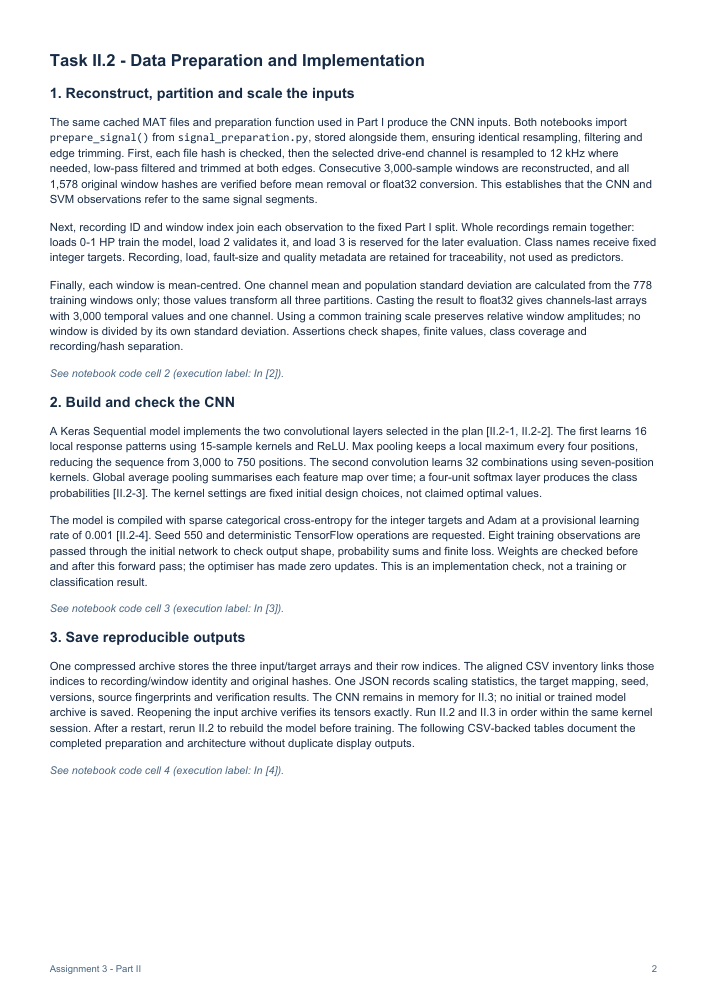 Task II.2 - Data Preparation and Implementation
1. Reconstruct, partition and scale the inputs
The same cached MAT files and preparation function used in Part I produce the CNN inputs. Both notebooks import
prepare_signal() from signal_preparation.py, stored alongside them, ensuring identical resampling, filtering and
edge trimming. First, each file hash is checked, then the selected drive-end channel is resampled to 12 kHz where
needed, low-pass filtered and trimmed at both edges. Consecutive 3,000-sample windows are reconstructed, and all
1,578 original window hashes are verified before mean removal or float32 conversion. This establishes that the CNN and
SVM observations refer to the same signal segments.
Next, recording ID and window index join each observation to the fixed Part I split. Whole recordings remain together:
loads 0-1 HP train the model, load 2 validates it, and load 3 is reserved for the later evaluation. Class names receive fixed
integer targets. Recording, load, fault-size and quality metadata are retained for traceability, not used as predictors.
Finally, each window is mean-centred. One channel mean and population standard deviation are calculated from the 778
training windows only; those values transform all three partitions. Casting the result to float32 gives channels-last arrays
with 3,000 temporal values and one channel. Using a common training scale preserves relative window amplitudes; no
window is divided by its own standard deviation. Assertions check shapes, finite values, class coverage and
recording/hash separation.
See notebook code cell 2 (execution label: In [2]).
2. Build and check the CNN
A Keras Sequential model implements the two convolutional layers selected in the plan [II.2-1, II.2-2]. The first learns 16
local response patterns using 15-sample kernels and ReLU. Max pooling keeps a local maximum every four positions,
reducing the sequence from 3,000 to 750 positions. The second convolution learns 32 combinations using seven-position
kernels. Global average pooling summarises each feature map over time; a four-unit softmax layer produces the class
probabilities [II.2-3]. The kernel settings are fixed initial design choices, not claimed optimal values.
The model is compiled with sparse categorical cross-entropy for the integer targets and Adam at a provisional learning
rate of 0.001 [II.2-4]. Seed 550 and deterministic TensorFlow operations are requested. Eight training observations are
passed through the initial network to check output shape, probability sums and finite loss. Weights are checked before
and after this forward pass; the optimiser has made zero updates. This is an implementation check, not a training or
classification result.
See notebook code cell 3 (execution label: In [3]).
3. Save reproducible outputs
One compressed archive stores the three input/target arrays and their row indices. The aligned CSV inventory links those
indices to recording/window identity and original hashes. One JSON records scaling statistics, the target mapping, seed,
versions, source fingerprints and verification results. The CNN remains in memory for II.3; no initial or trained model
archive is saved. Reopening the input archive verifies its tensors exactly. Run II.2 and II.3 in order within the same kernel
session. After a restart, rerun II.2 to rebuild the model before training. The following CSV-backed tables document the
completed preparation and architecture without duplicate display outputs.
See notebook code cell 4 (execution label: In [4]).
Assignment 3 - Part II
2